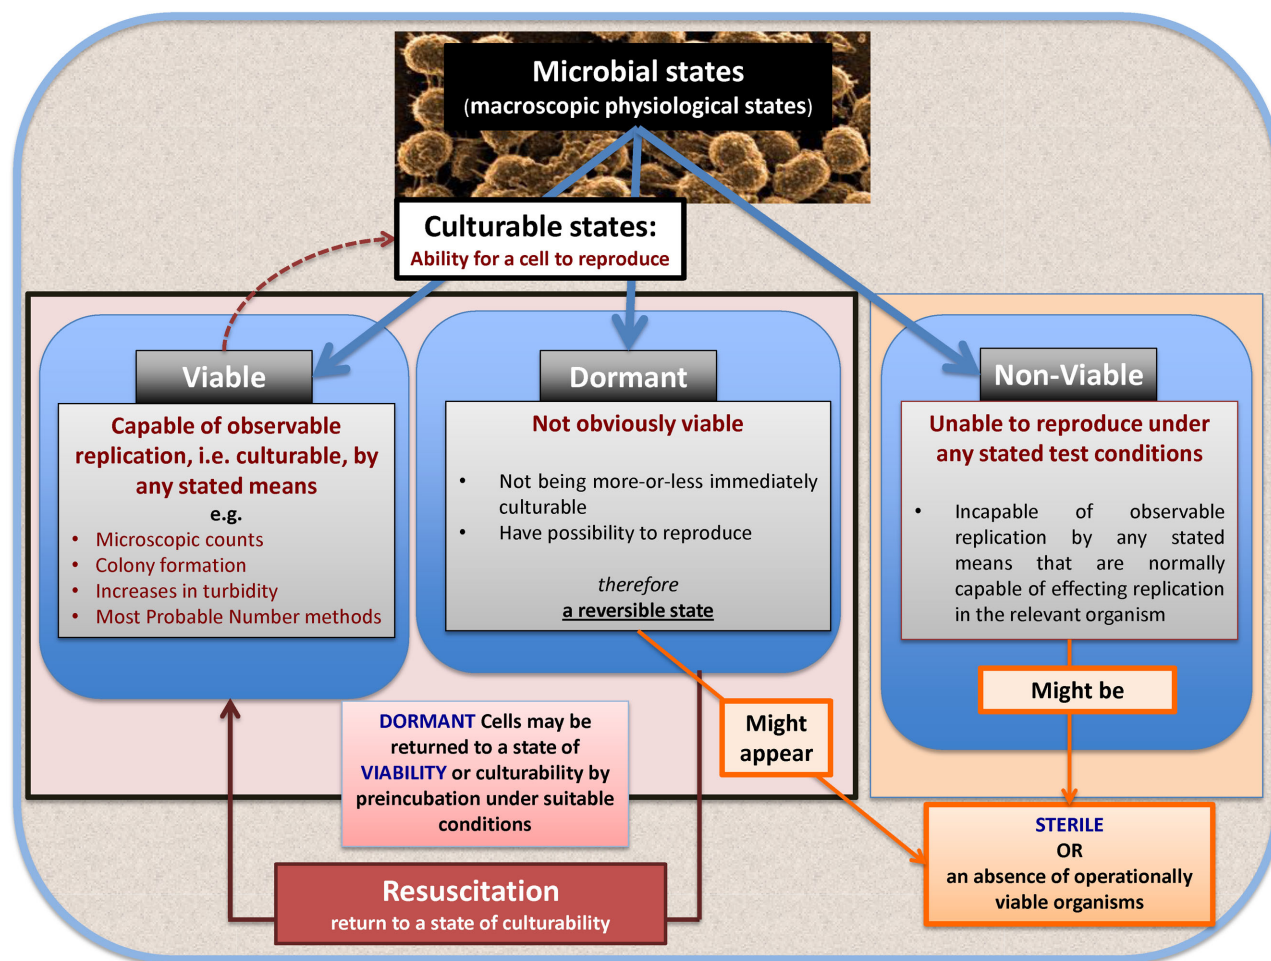 Microbial states
(macroscopic physiological states)
Culturable states:
Ability for a cell to reproduce
Viable
Capable of observable
replication, i.e. culturable, by
any stated means
e.g.
• Microscopic counts
• Colony formation
• Increases in turbidity
• Most Probable Number methods
Dormant
Not obviously viable
• Not being more-or-less immediately
culturable
• Have possibility to reproduce
therefore
a reversible state
Non-Viable
Unable to reproduce under
any stated test conditions
• Incapable of observable
replication by any stated
means that are normally
capable of effecting replication
in the relevant organism
Might be
Might
appear
DORMANT Cells may be
returned to a state of
VIABILITY or culturability by
preincubation under suitable
conditions
STERILE
OR
an absence of operationally
viable organisms
Resuscitation
return to a state of culturability